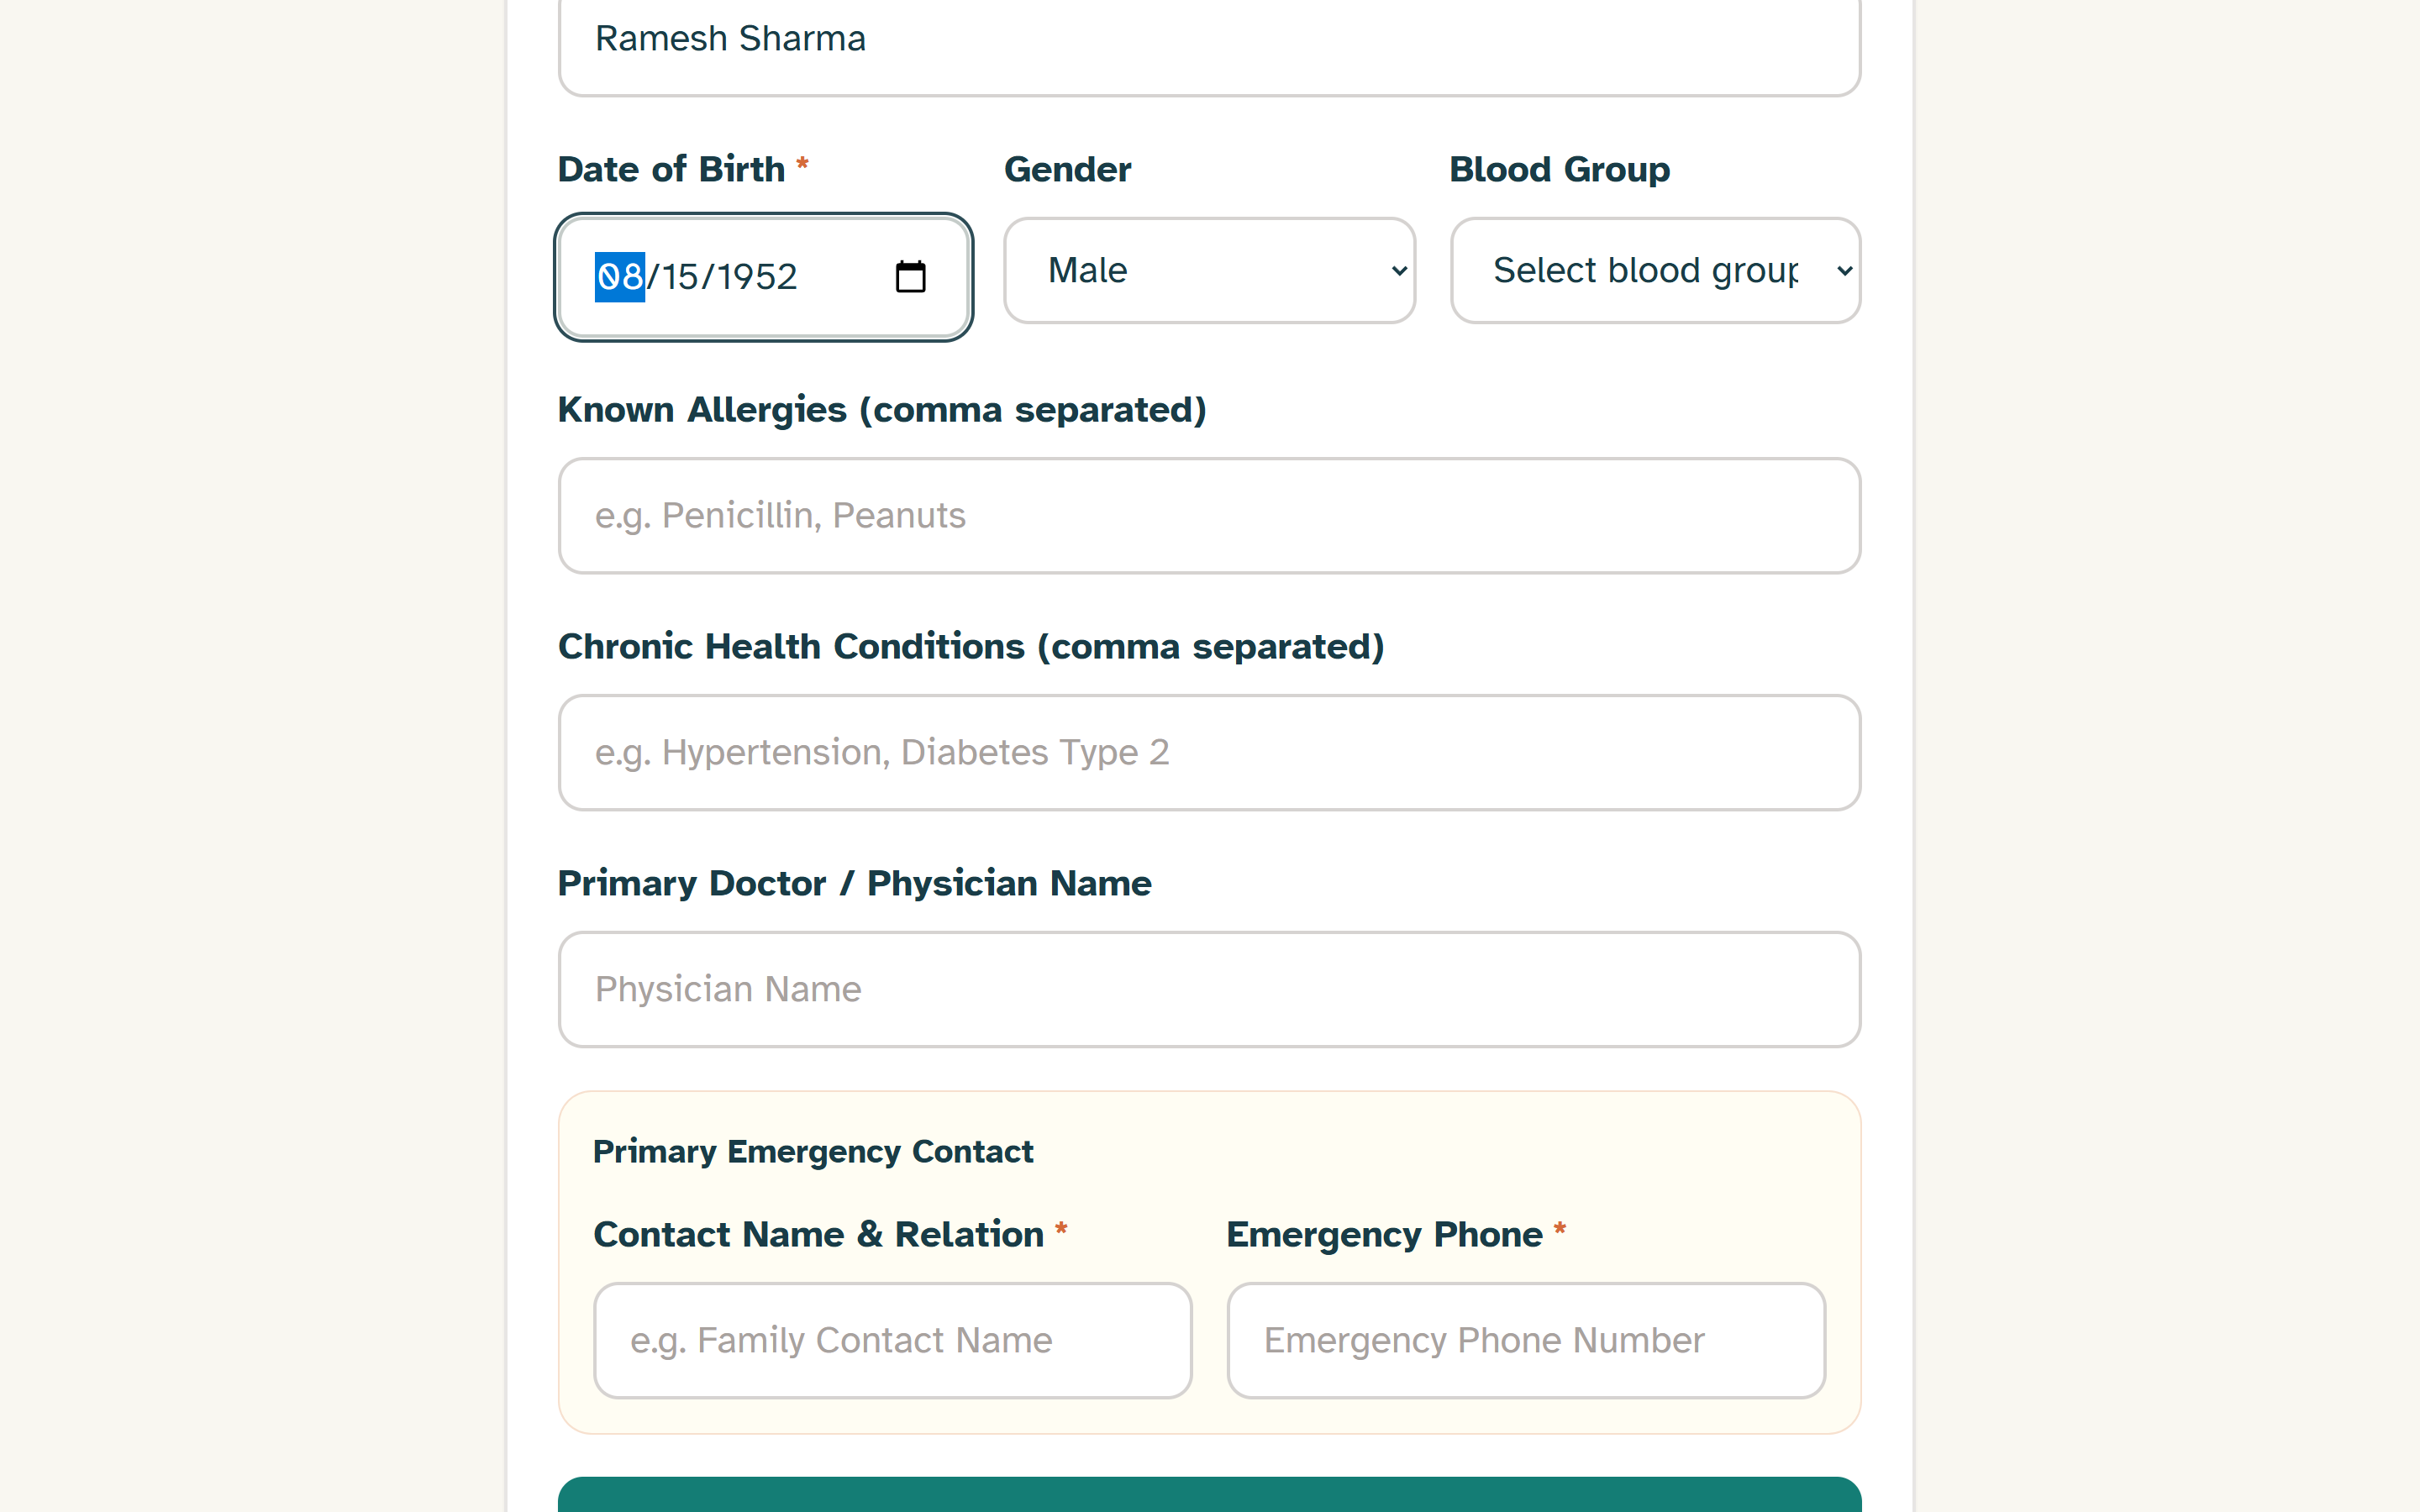 Ramesh Sharma
Date of Birth * Gender Blood Group
08/15/1952 Male Select blood group
Known Allergies (comma separated)
e.g. Penicillin, Peanuts
Chronic Health Conditions (comma separated)
e.g. Hypertension, Diabetes Type 2
Primary Doctor / Physician Name
Physician Name
Primary Emergency Contact
Contact Name & Relation * Emergency Phone *
e.g. Family Contact Name Emergency Phone Number